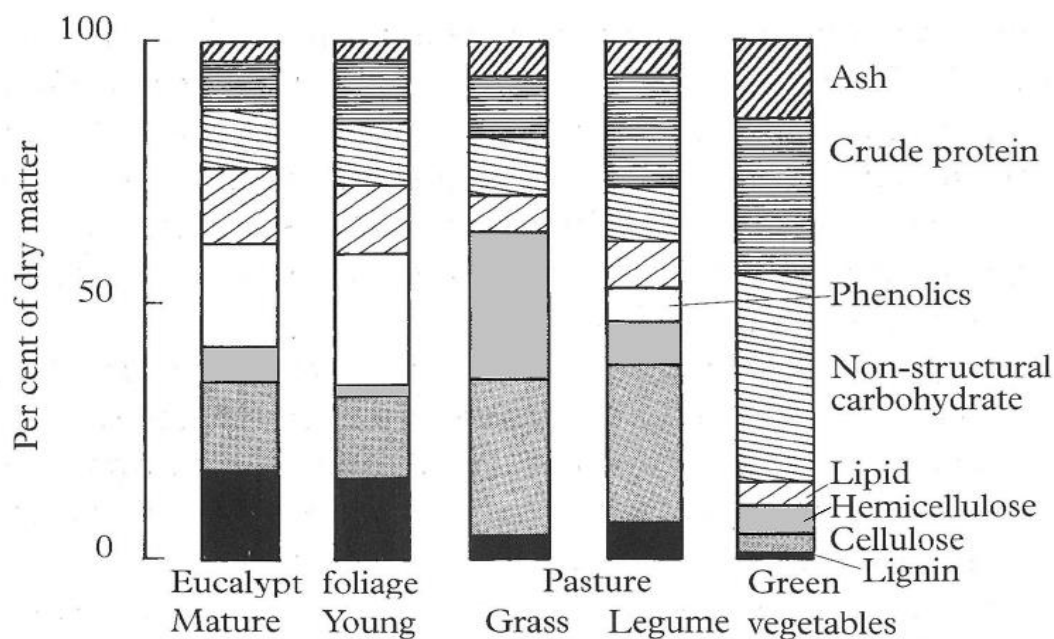 Per cent of dry matter
100
50
0
Ash
Crude protein
Phenolics
Non-structural
carbohydrate
Lipid
Hemicellulose
Cellulose
Lignin
Eucalypt foliage Pasture Green
Mature Young Grass Legume vegetables